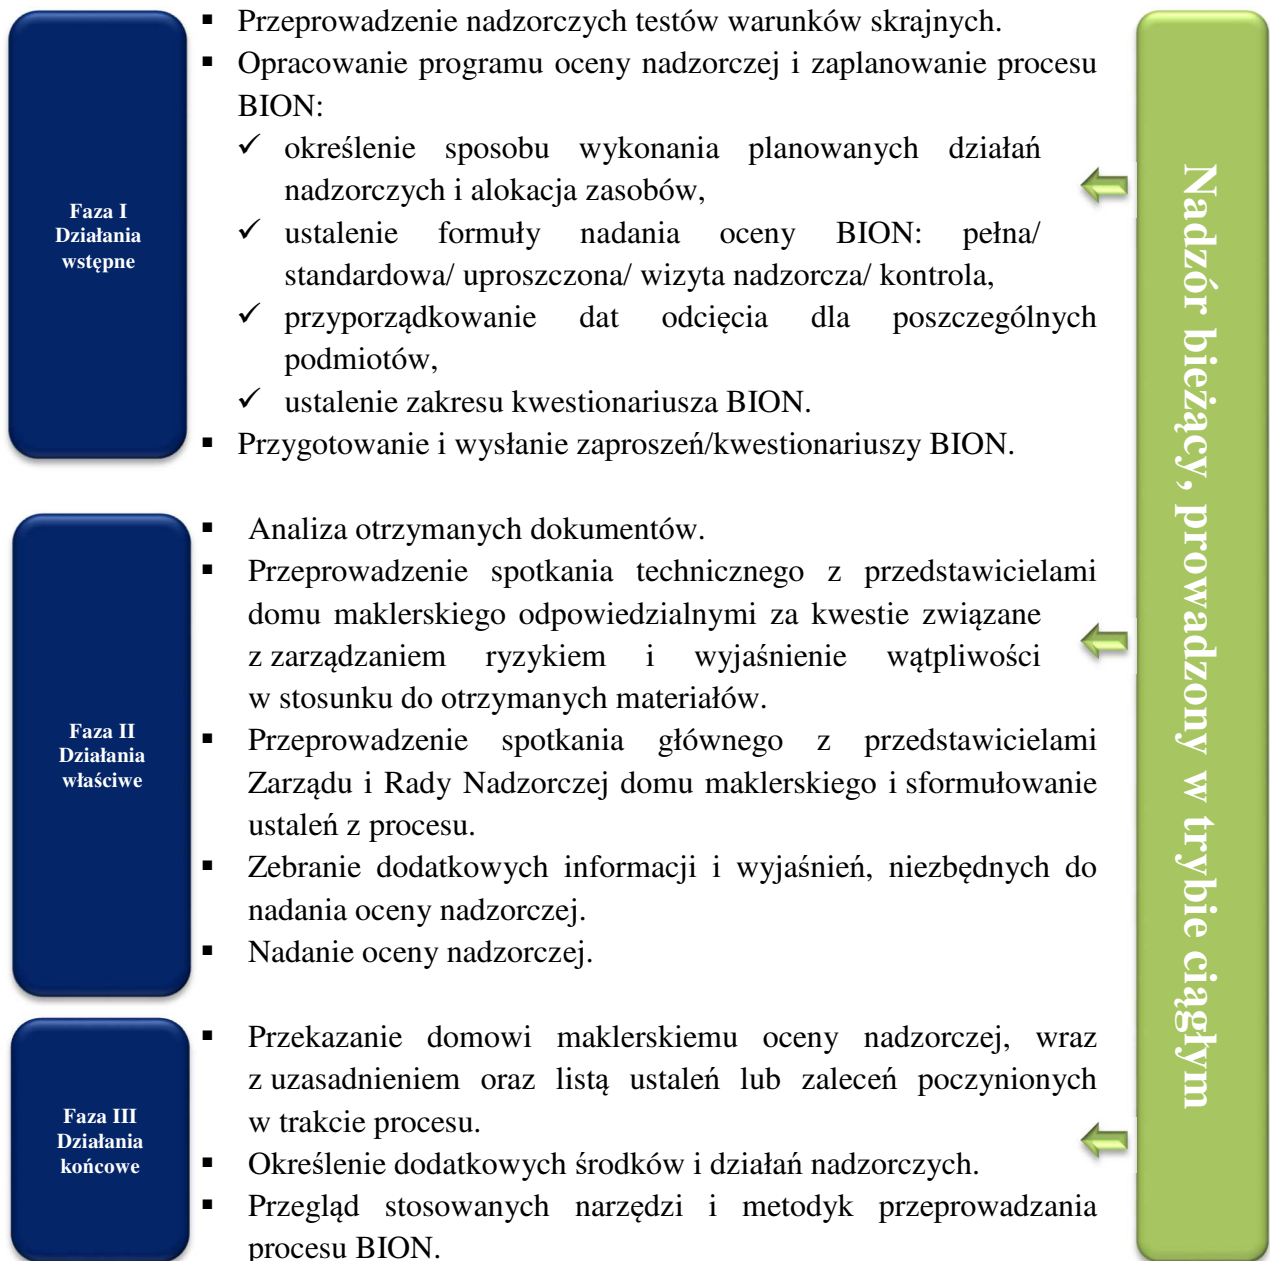 Faza I
Działania
wstępne
▪ Przeprowadzenie nadzorczych testów warunków skrajnych.
▪ Opracowanie programu oceny nadzorczej i zaplanowanie procesu
BION:
✓ określenie sposobu wykonania planowanych działań
nadzorczych i alokacja zasobów,
✓ ustalenie formuły nadania oceny BION: pełna/
standardowa/ uproszczona/ wizyta nadzorcza/ kontrola,
✓ przyporządkowanie dat odcięcia dla poszczególnych
podmiotów,
✓ ustalenie zakresu kwestionariusza BION.
▪ Przygotowanie i wysłanie zaproszeń/kwestionariuszy BION.
Faza II
Działania
właściwe
▪ Analiza otrzymanych dokumentów.
▪ Przeprowadzenie spotkania technicznego z przedstawicielami
domu maklerskiego odpowiedzialnymi za kwestie związane
z zarządzaniem ryzykiem i wyjaśnienie wątpliwości
w stosunku do otrzymanych materiałów.
▪ Przeprowadzenie spotkania głównego z przedstawicielami
Zarządu i Rady Nadzorczej domu maklerskiego i sformułowanie
ustaleń z procesu.
▪ Zebranie dodatkowych informacji i wyjaśnień, niezbędnych do
nadania oceny nadzorczej.
▪ Nadanie oceny nadzorczej.
Faza III
Działania
końcowe
▪ Przekazanie domowi maklerskiemu oceny nadzorczej, wraz
z uzasadnieniem oraz listą ustaleń lub zaleceń poczynionych
w trakcie procesu.
▪ Określenie dodatkowych środków i działań nadzorczych.
▪ Przegląd stosowanych narzędzi i metodyk przeprowadzania
procesu BION.
Nadzór bieżący, prowadzony w trybie ciągłym